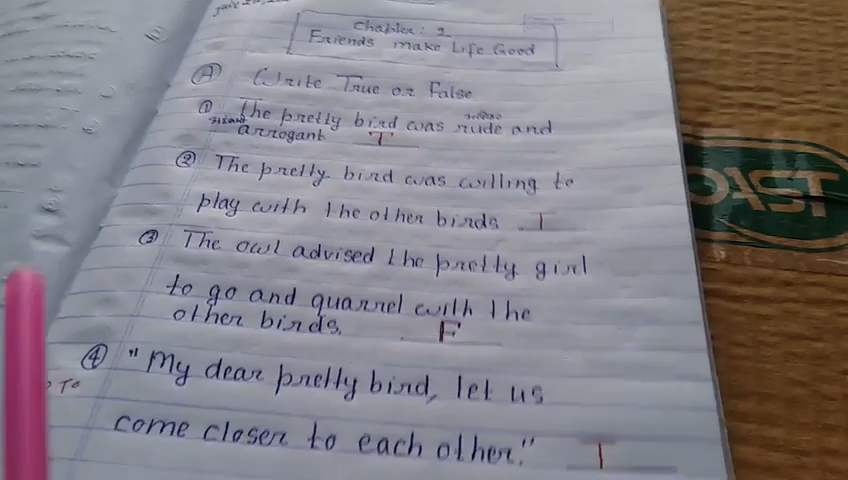 Chapter: 2
Friends make Life Good
(A) Write True or False
① The pretty bird was rude and
arrogant T
② The pretty bird was willing to
play with the other birds T
③ The owl advised the pretty girl
to go and quarrel with the
other birds. F
④ "My dear pretty bird, let us
come closer to each other." T
To
OAST